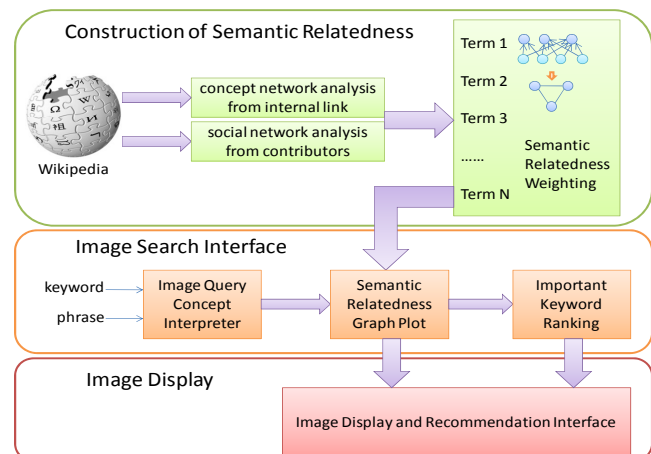 Construction of Semantic Relatedness
Wikipedia
concept network analysis
from internal link
social network analysis
from contributors
Term 1
Term 2
Term 3
......
Term N
Semantic
Relatedness
Weighting
Image Search Interface
keyword
phrase
Image Query
Concept
Interpreter
Semantic
Relatedness
Graph Plot
Important
Keyword
Ranking
Image Display
Image Display and Recommendation Interface